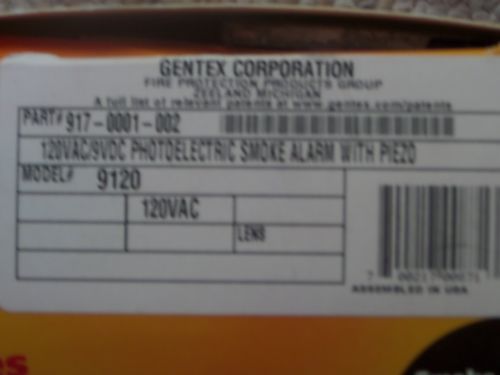 GENTEX CORPORATION
FIRE PROTECTION PRODUCTS GROUP
ZEELAND MICHIGAN
A full list of relevant patents at www.gentex.com/patents
PART# 917-0001-002
120VAC/9VDC PHOTOELECTRIC SMOKE ALARM WITH PIEZO
MODEL# 9120
120VAC
LENS
ASSEMBLED IN USA
es